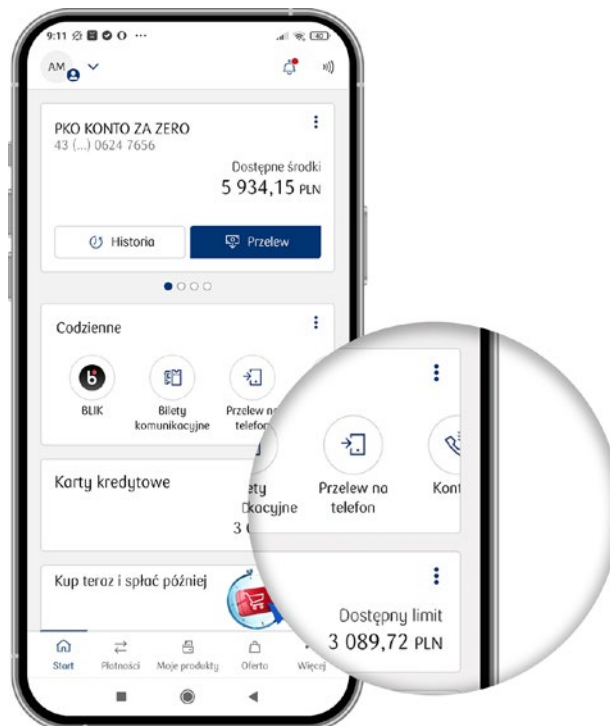 9:11
AM
PKO KONTO ZA ZERO
43 (...) 0624 7656
Dostępne środki
5 934,15 PLN
Historia
Przelew
Codzienne
BLIK
Bilety
komunikacyjne
Przelew na
telefon
Karty kredytowe
Kup teraz i spłać później
Start
Płatności
Moje produkty
Oferta
Więcej
Przelew na
telefon
Dostępny limit
3 089,72 PLN